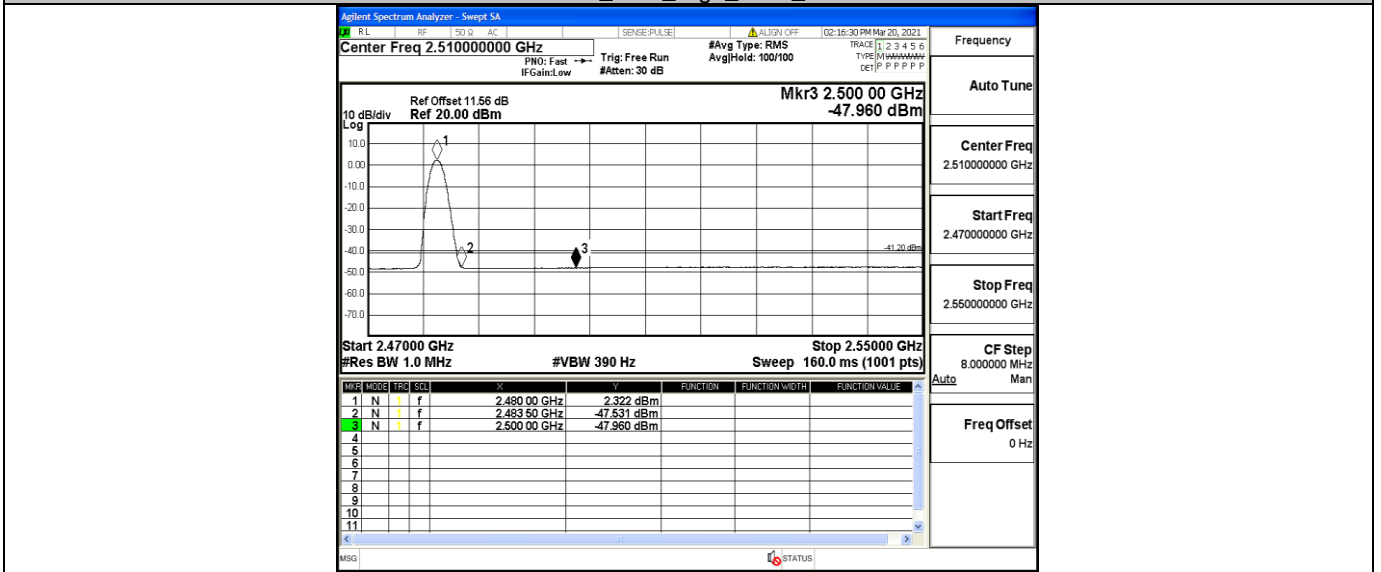 Agilent Spectrum Analyzer - Swept SA
RL RF 50 Ω AC SENSE:PULSE ALIGN OFF 02:16:30 PM Mar 20, 2021
Center Freq 2.510000000 GHz
PNO: Fast
IFGain:Low
Trig: Free Run
#Atten: 30 dB
#Avg Type: RMS
Avg|Hold: 100/100
TRACE 1 2 3 4 5 6
TYPE M
DET P P P P P P
Mkr3 2.500 00 GHz
-47.960 dBm
Ref Offset 11.56 dB
10 dB/div Ref 20.00 dBm
Log
10.0
0.00
-10.0
-20.0
-30.0
-40.0
-50.0
-60.0
-70.0
1
2
3
-41.20 dBm
Start 2.47000 GHz Stop 2.55000 GHz
#Res BW 1.0 MHz #VBW 390 Hz Sweep 160.0 ms (1001 pts)
MKR MODE TRC SCL X Y FUNCTION FUNCTION WIDTH FUNCTION VALUE
1 N 1 f 2.480 00 GHz 2.322 dBm
2 N 1 f 2.483 50 GHz -47.531 dBm
3 N 1 f 2.500 00 GHz -47.960 dBm
4
5
6
7
8
9
10
11
MSG STATUS
Frequency
Auto Tune
Center Freq
2.510000000 GHz
Start Freq
2.470000000 GHz
Stop Freq
2.550000000 GHz
CF Step
8.000000 MHz
Auto Man
Freq Offset
0 Hz